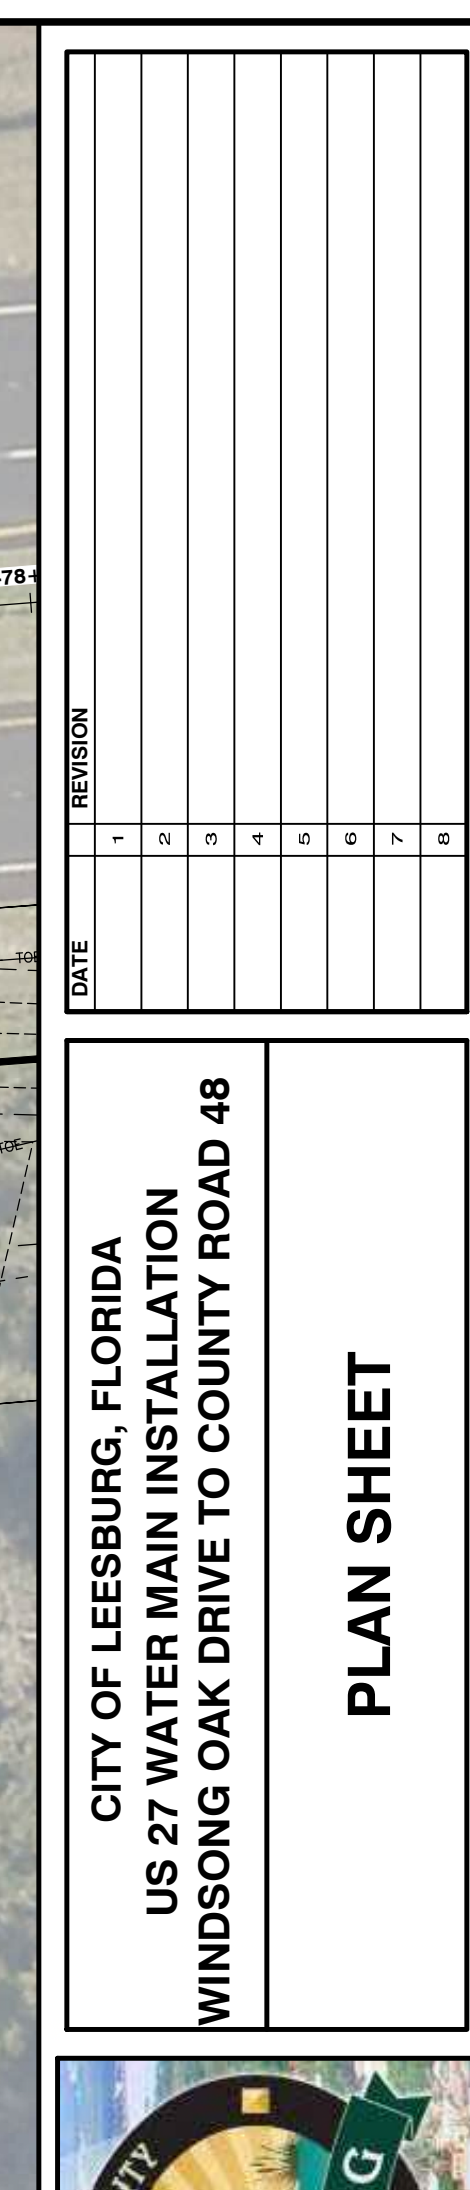 DATE REVISION
1
2
3
4
5
6
7
8
CITY OF LEESBURG, FLORIDA
US 27 WATER MAIN INSTALLATION
WINDSONG OAK DRIVE TO COUNTY ROAD 48
PLAN SHEET
78+
TOE
TOE